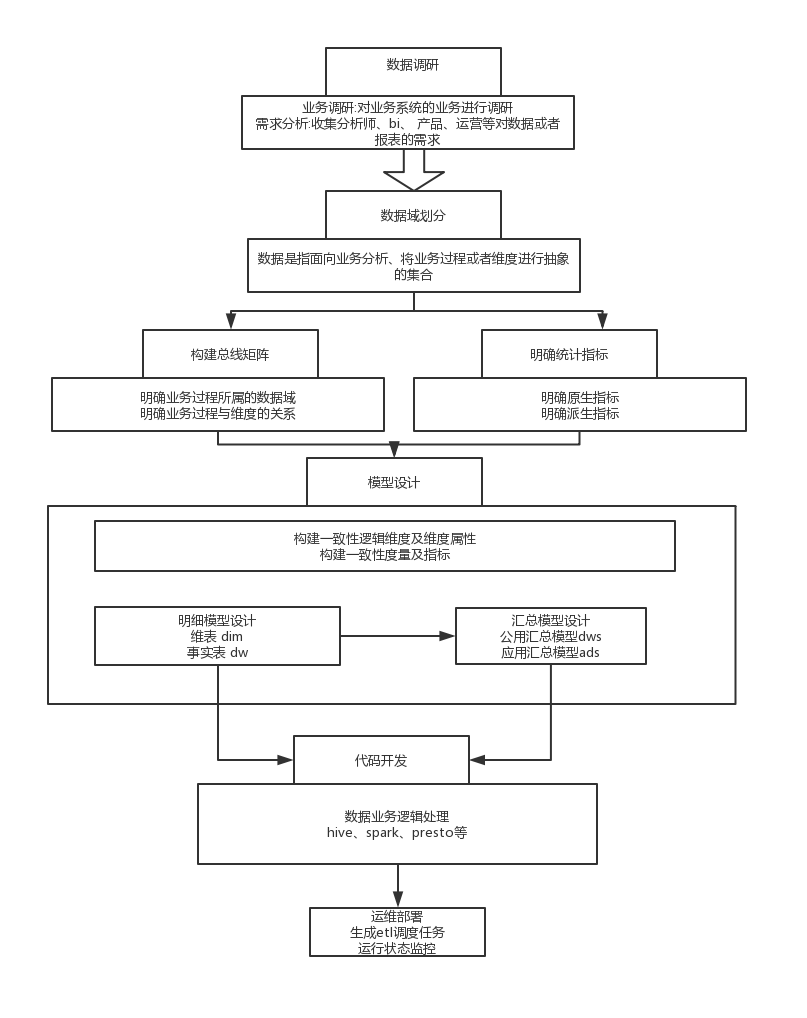 数据调研
业务调研:对业务系统的业务进行调研
需求分析:收集分析师、bi、 产品、运营等对数据或者
报表的需求
数据域划分
数据是指面向业务分析、将业务过程或者维度进行抽象
的集合
构建总线矩阵
明确业务过程所属的数据域
明确业务过程与维度的关系
明确统计指标
明确原生指标
明确派生指标
模型设计
构建一致性逻辑维度及维度属性
构建一致性度量及指标
明细模型设计
维表 dim
事实表 dw
汇总模型设计
公用汇总模型dws
应用汇总模型ads
代码开发
数据业务逻辑处理
hive、spark、presto等
运维部署
生成etl调度任务
运行状态监控